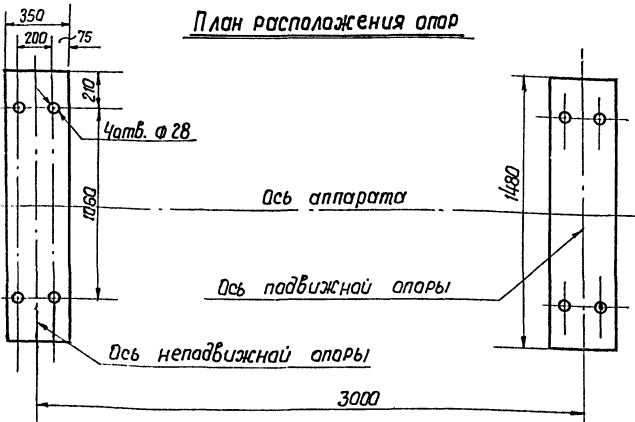 План расположения опор
350
200
75
210
4отв. ф 28
1060
1480
Ось аппарата
Ось подвижной опоры
Ось неподвижной опоры
3000